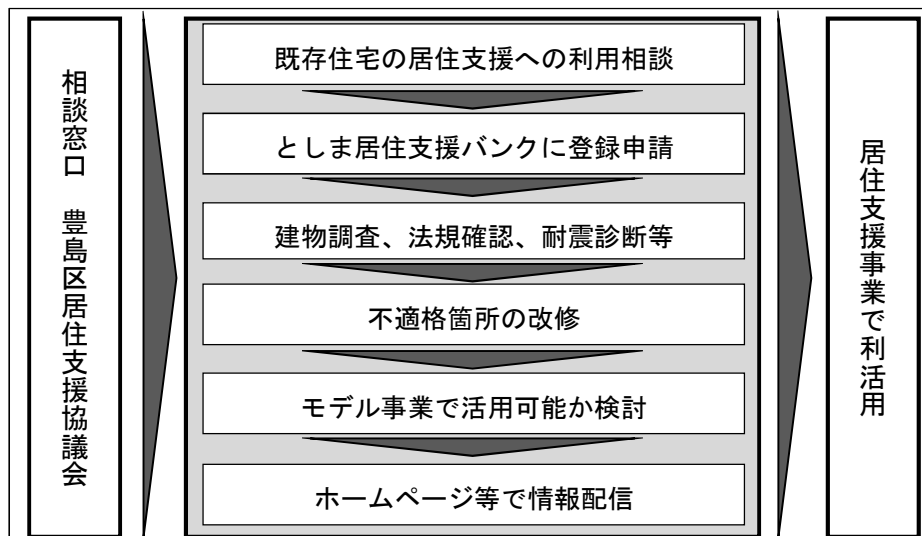 相談窓口　豊島区居住支援協議会
既存住宅の居住支援への利用相談
としま居住支援バンクに登録申請
建物調査、法規確認、耐震診断等
不適格箇所の改修
モデル事業で活用可能か検討
ホームページ等で情報配信
居住支援事業で利活用